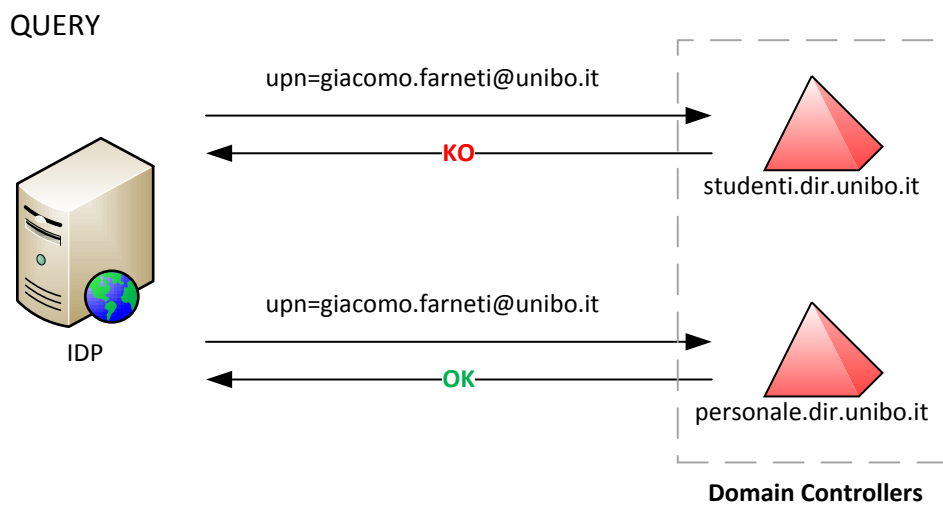 QUERY
upn=giacomo.farneti@unibo.it
KO
studenti.dir.unibo.it
upn=giacomo.farneti@unibo.it
IDP
OK
personale.dir.unibo.it
Domain Controllers